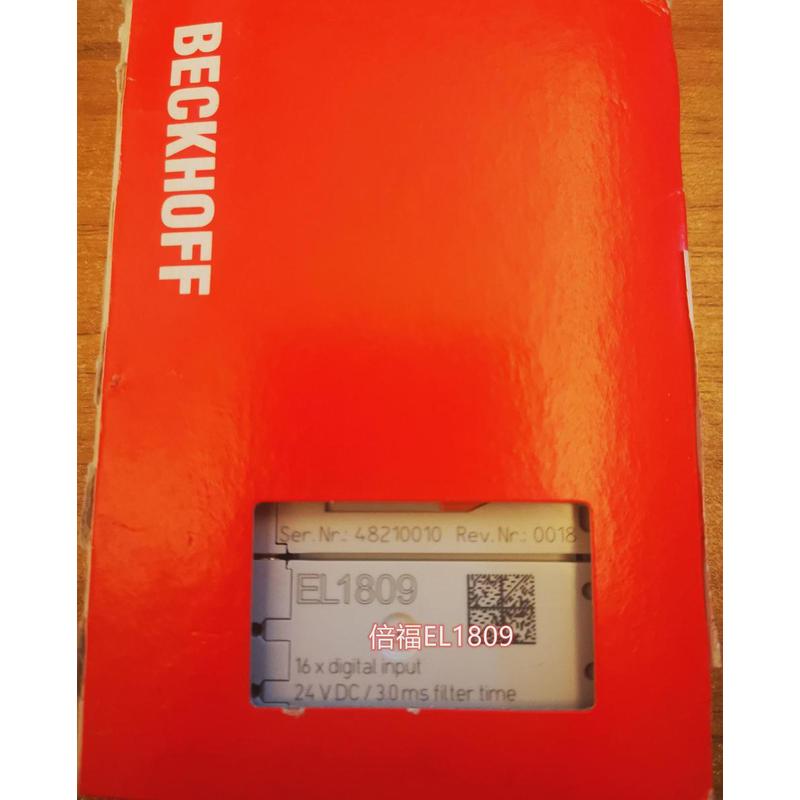 BECKHOFF
Ser.Nr.: 48210010 Rev.Nr.: 0018
EL1809
倍福EL1809
16 x digital input
24 V DC / 3.0 ms filter time